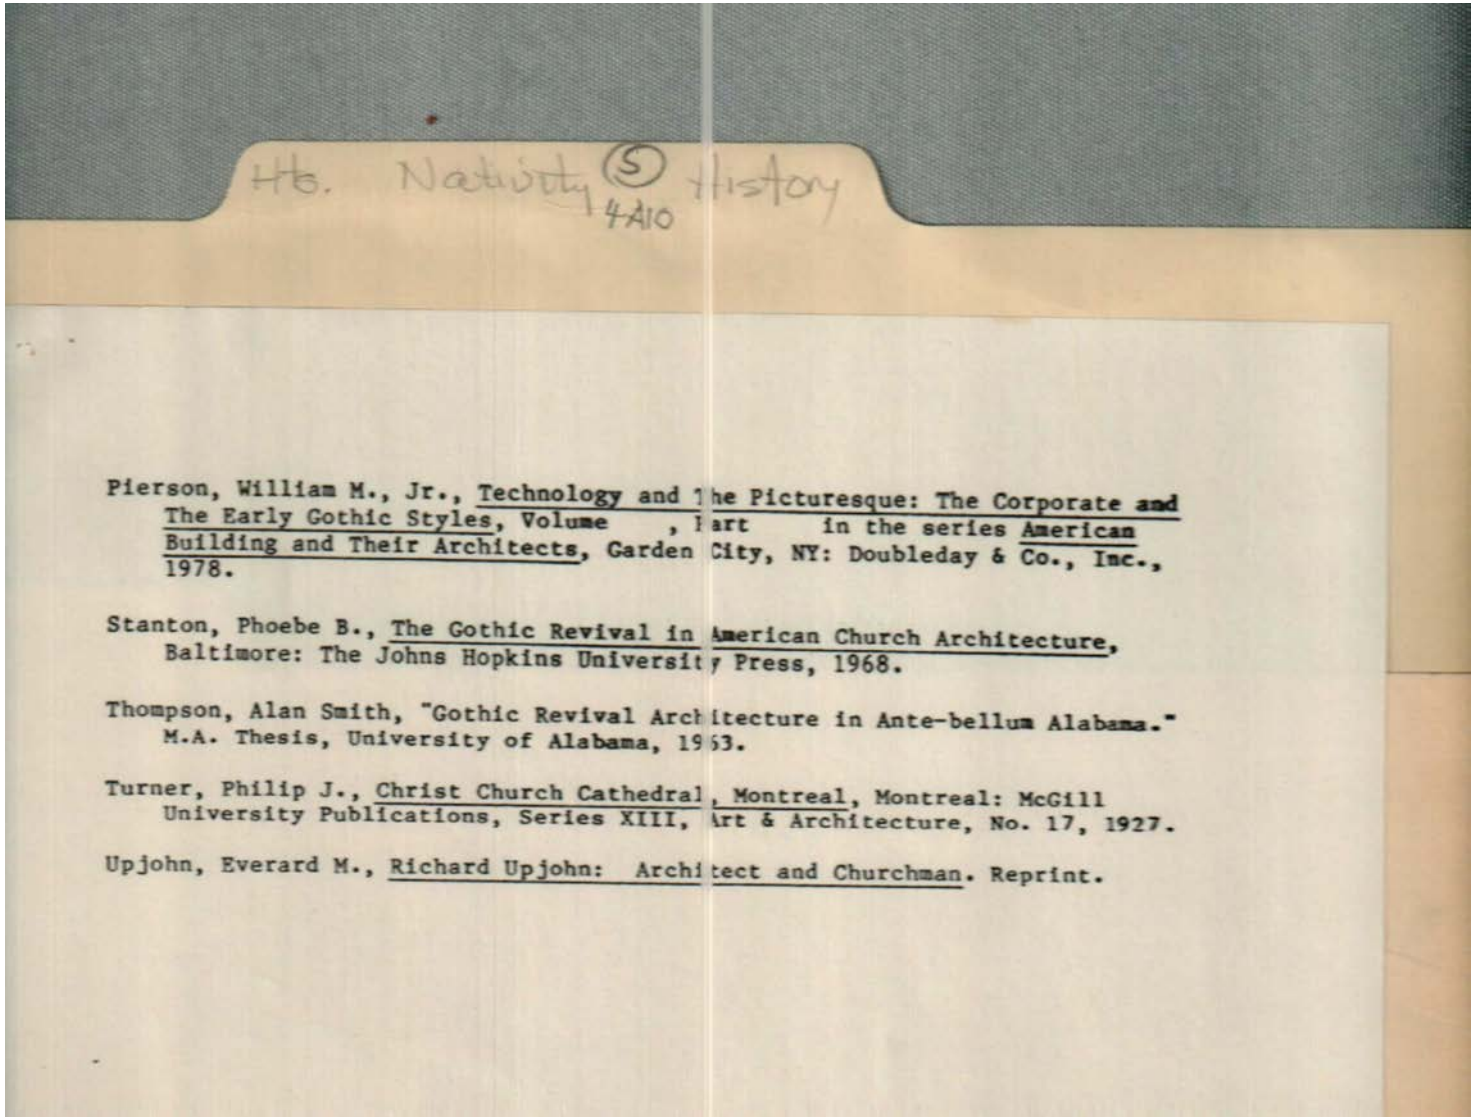 Hb. Nativity (5) History
4A10
Pierson, William M., Jr., Technology and The Picturesque: The Corporate and
The Early Gothic Styles, Volume    , Part    in the series American
Building and Their Architects, Garden City, NY: Doubleday & Co., Inc.,
1978.
Stanton, Phoebe B., The Gothic Revival in American Church Architecture,
Baltimore: The Johns Hopkins University Press, 1968.
Thompson, Alan Smith, "Gothic Revival Architecture in Ante-bellum Alabama."
M.A. Thesis, University of Alabama, 1963.
Turner, Philip J., Christ Church Cathedral, Montreal, Montreal: McGill
University Publications, Series XIII, Art & Architecture, No. 17, 1927.
Upjohn, Everard M., Richard Upjohn: Architect and Churchman. Reprint.